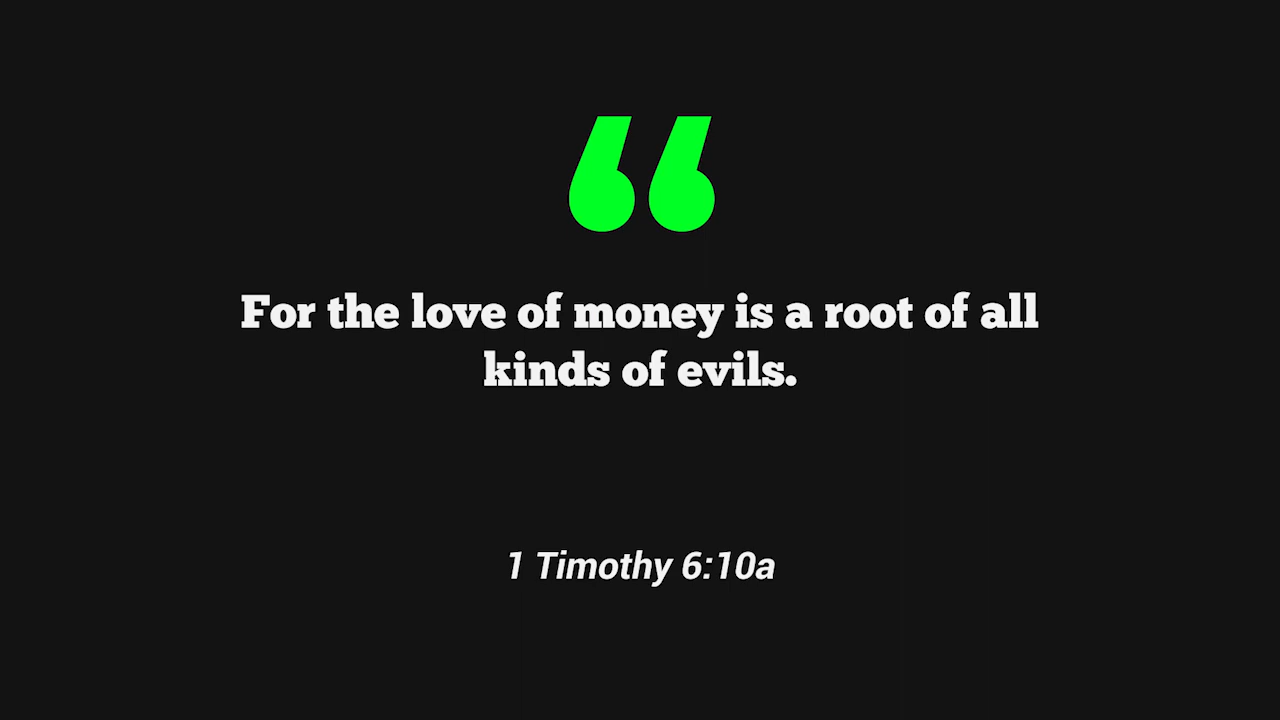 “
For the love of money is a root of all
kinds of evils.
1 Timothy 6:10a